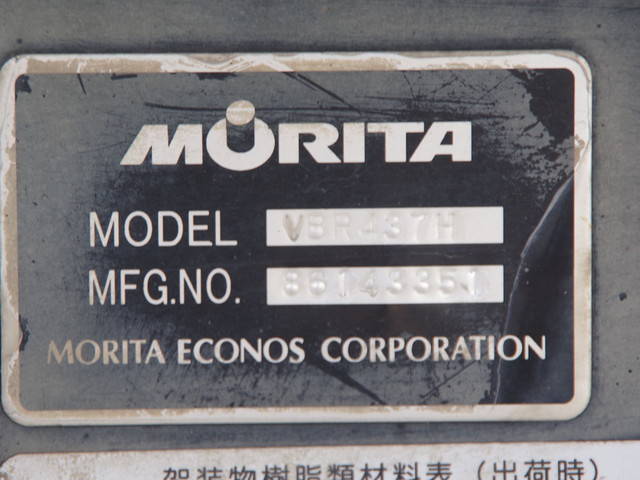 MORITA
MODEL VBR437H
MFG.NO. 86143351
MORITA ECONOS CORPORATION
架装物樹脂類材料表 (出荷時)